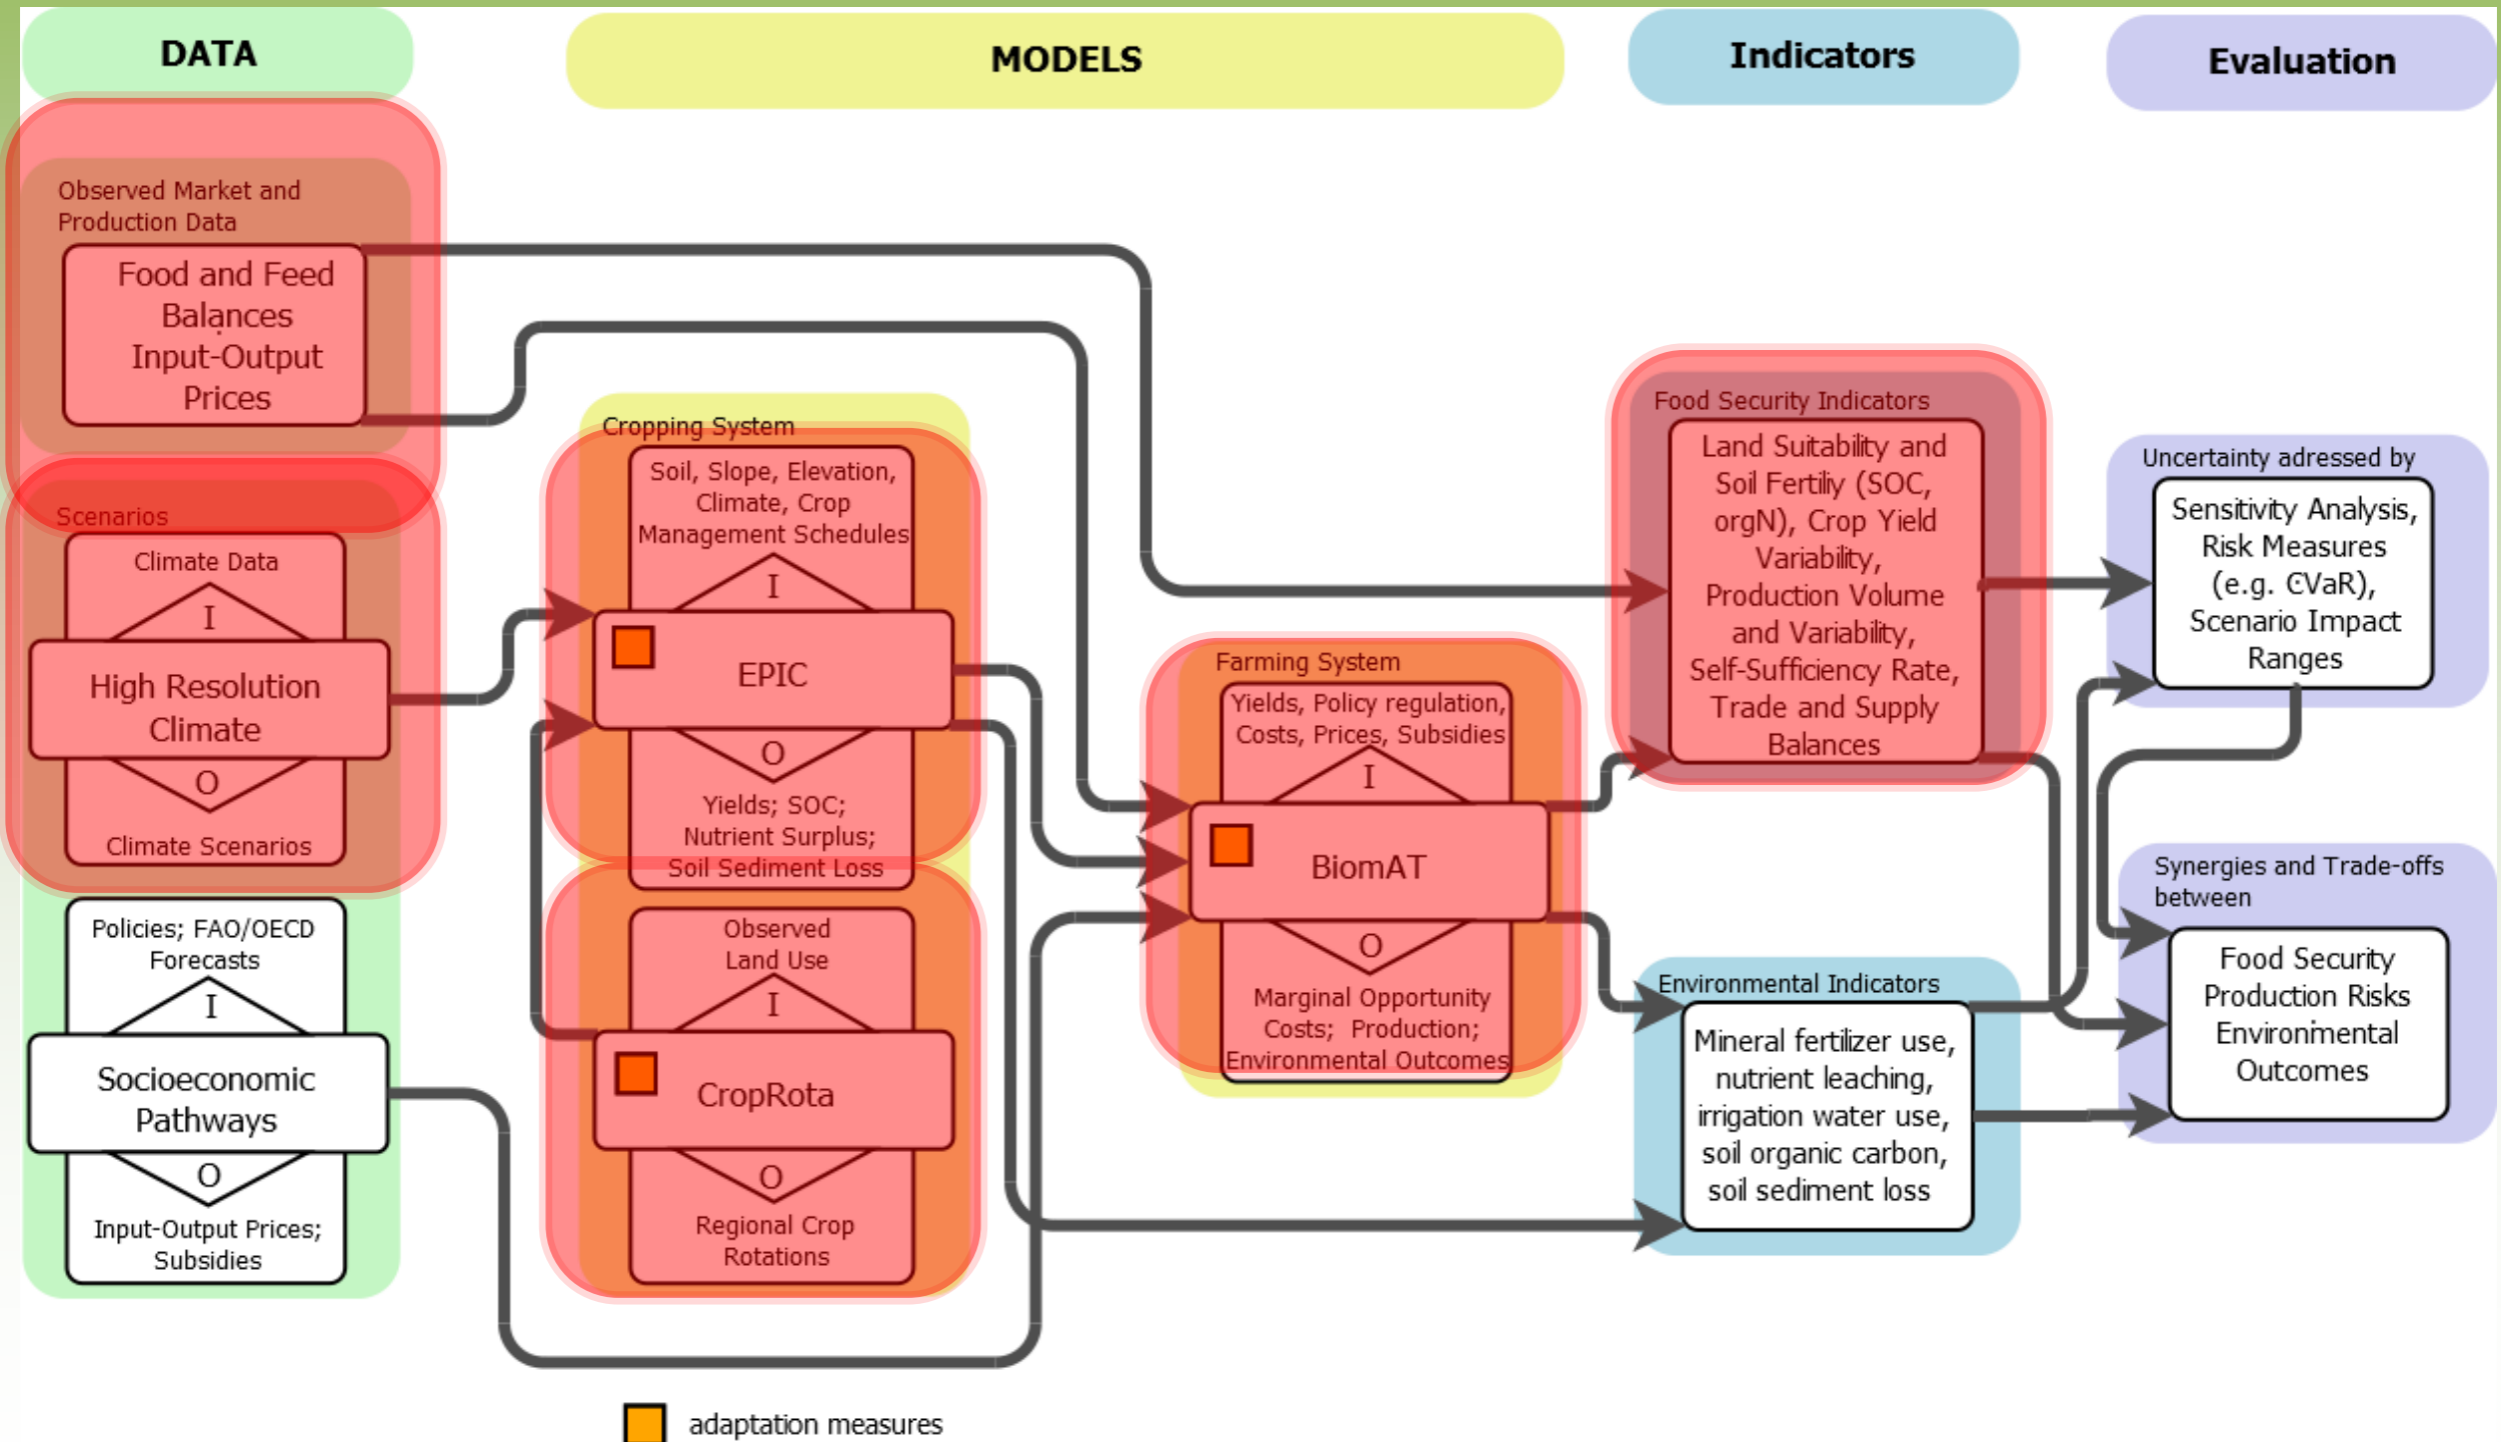 DATA
MODELS
Indicators
Evaluation
Observed Market and
Production Data
Food and Feed
Balances
Input-Output
Prices
Scenarios
Climate Data
I
High Resolution
Climate
O
Climate Scenarios
Policies; FAO/OECD
Forecasts
I
Socioeconomic
Pathways
O
Input-Output Prices;
Subsidies
Cropping System
Soil, Slope, Elevation,
Climate, Crop
Management Schedules
I
EPIC
O
Yields; SOC;
Nutrient Surplus;
Soil Sediment Loss
Observed
Land Use
I
CropRota
O
Regional Crop
Rotations
Farming System
Yields, Policy regulation,
Costs, Prices, Subsidies
I
BiomAT
O
Marginal Opportunity
Costs; Production;
Environmental Outcomes
Food Security Indicators
Land Suitability and
Soil Fertiliy (SOC,
orgN), Crop Yield
Variability,
Production Volume
and Variability,
Self-Sufficiency Rate,
Trade and Supply
Balances
Environmental Indicators
Mineral fertilizer use,
nutrient leaching,
irrigation water use,
soil organic carbon,
soil sediment loss
Uncertainty adressed by
Sensitivity Analysis,
Risk Measures
(e.g. CVaR),
Scenario Impact
Ranges
Synergies and Trade-offs
between
Food Security
Production Risks
Environmental
Outcomes
adaptation measures